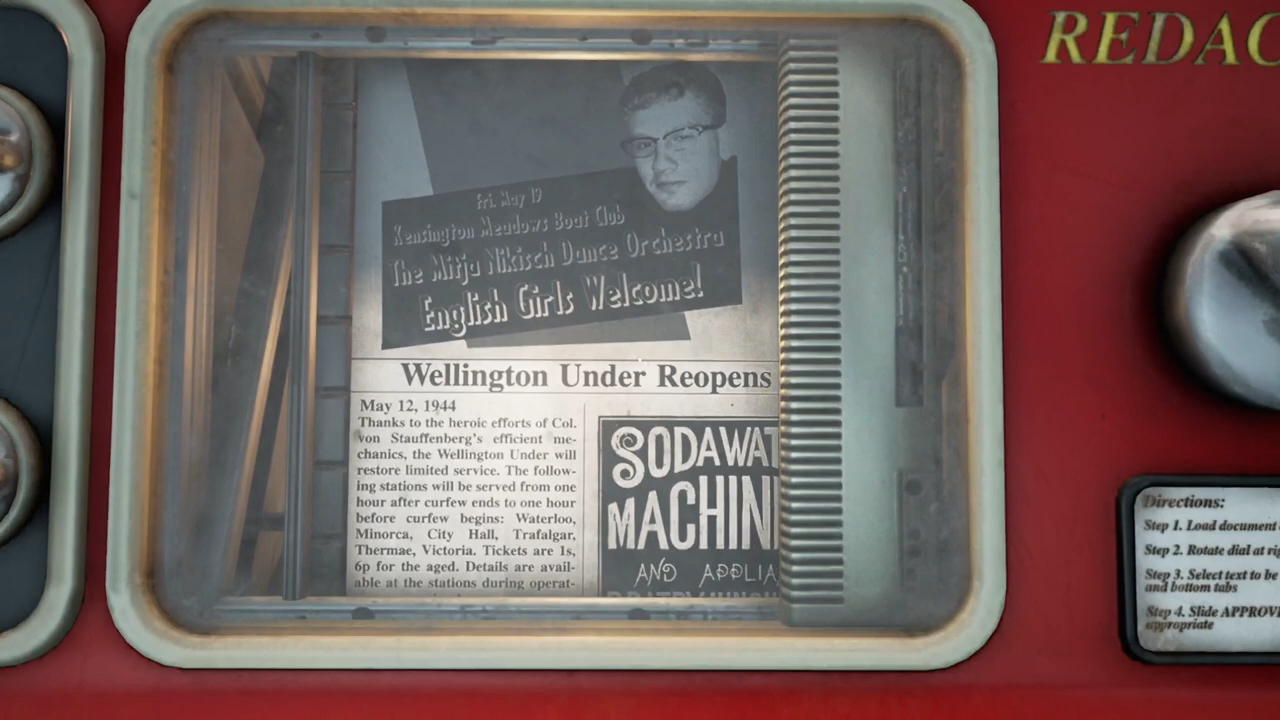 REDAC
Fri. May 19
Kensington Meadows Boat Club
The Mitja Nikisch Dance Orchestra
English Girls Welcome!
Wellington Under Reopens
May 12, 1944
Thanks to the heroic efforts of Col.
von Stauffenberg's efficient me-
chanics, the Wellington Under will
restore limited service. The follow-
ing stations will be served from one
hour after curfew ends to one hour
before curfew begins: Waterloo,
Minorca, City Hall, Trafalgar,
Thermae, Victoria. Tickets are 1s,
6p for the aged. Details are avail-
able at the stations during operat-
SODAWAT
MACHIN
AND APPLIA
Directions:
Step 1. Load document
Step 2. Rotate dial at rig
Step 3. Select text to be
and bottom tabs
Step 4. Slide APPROV
appropriate